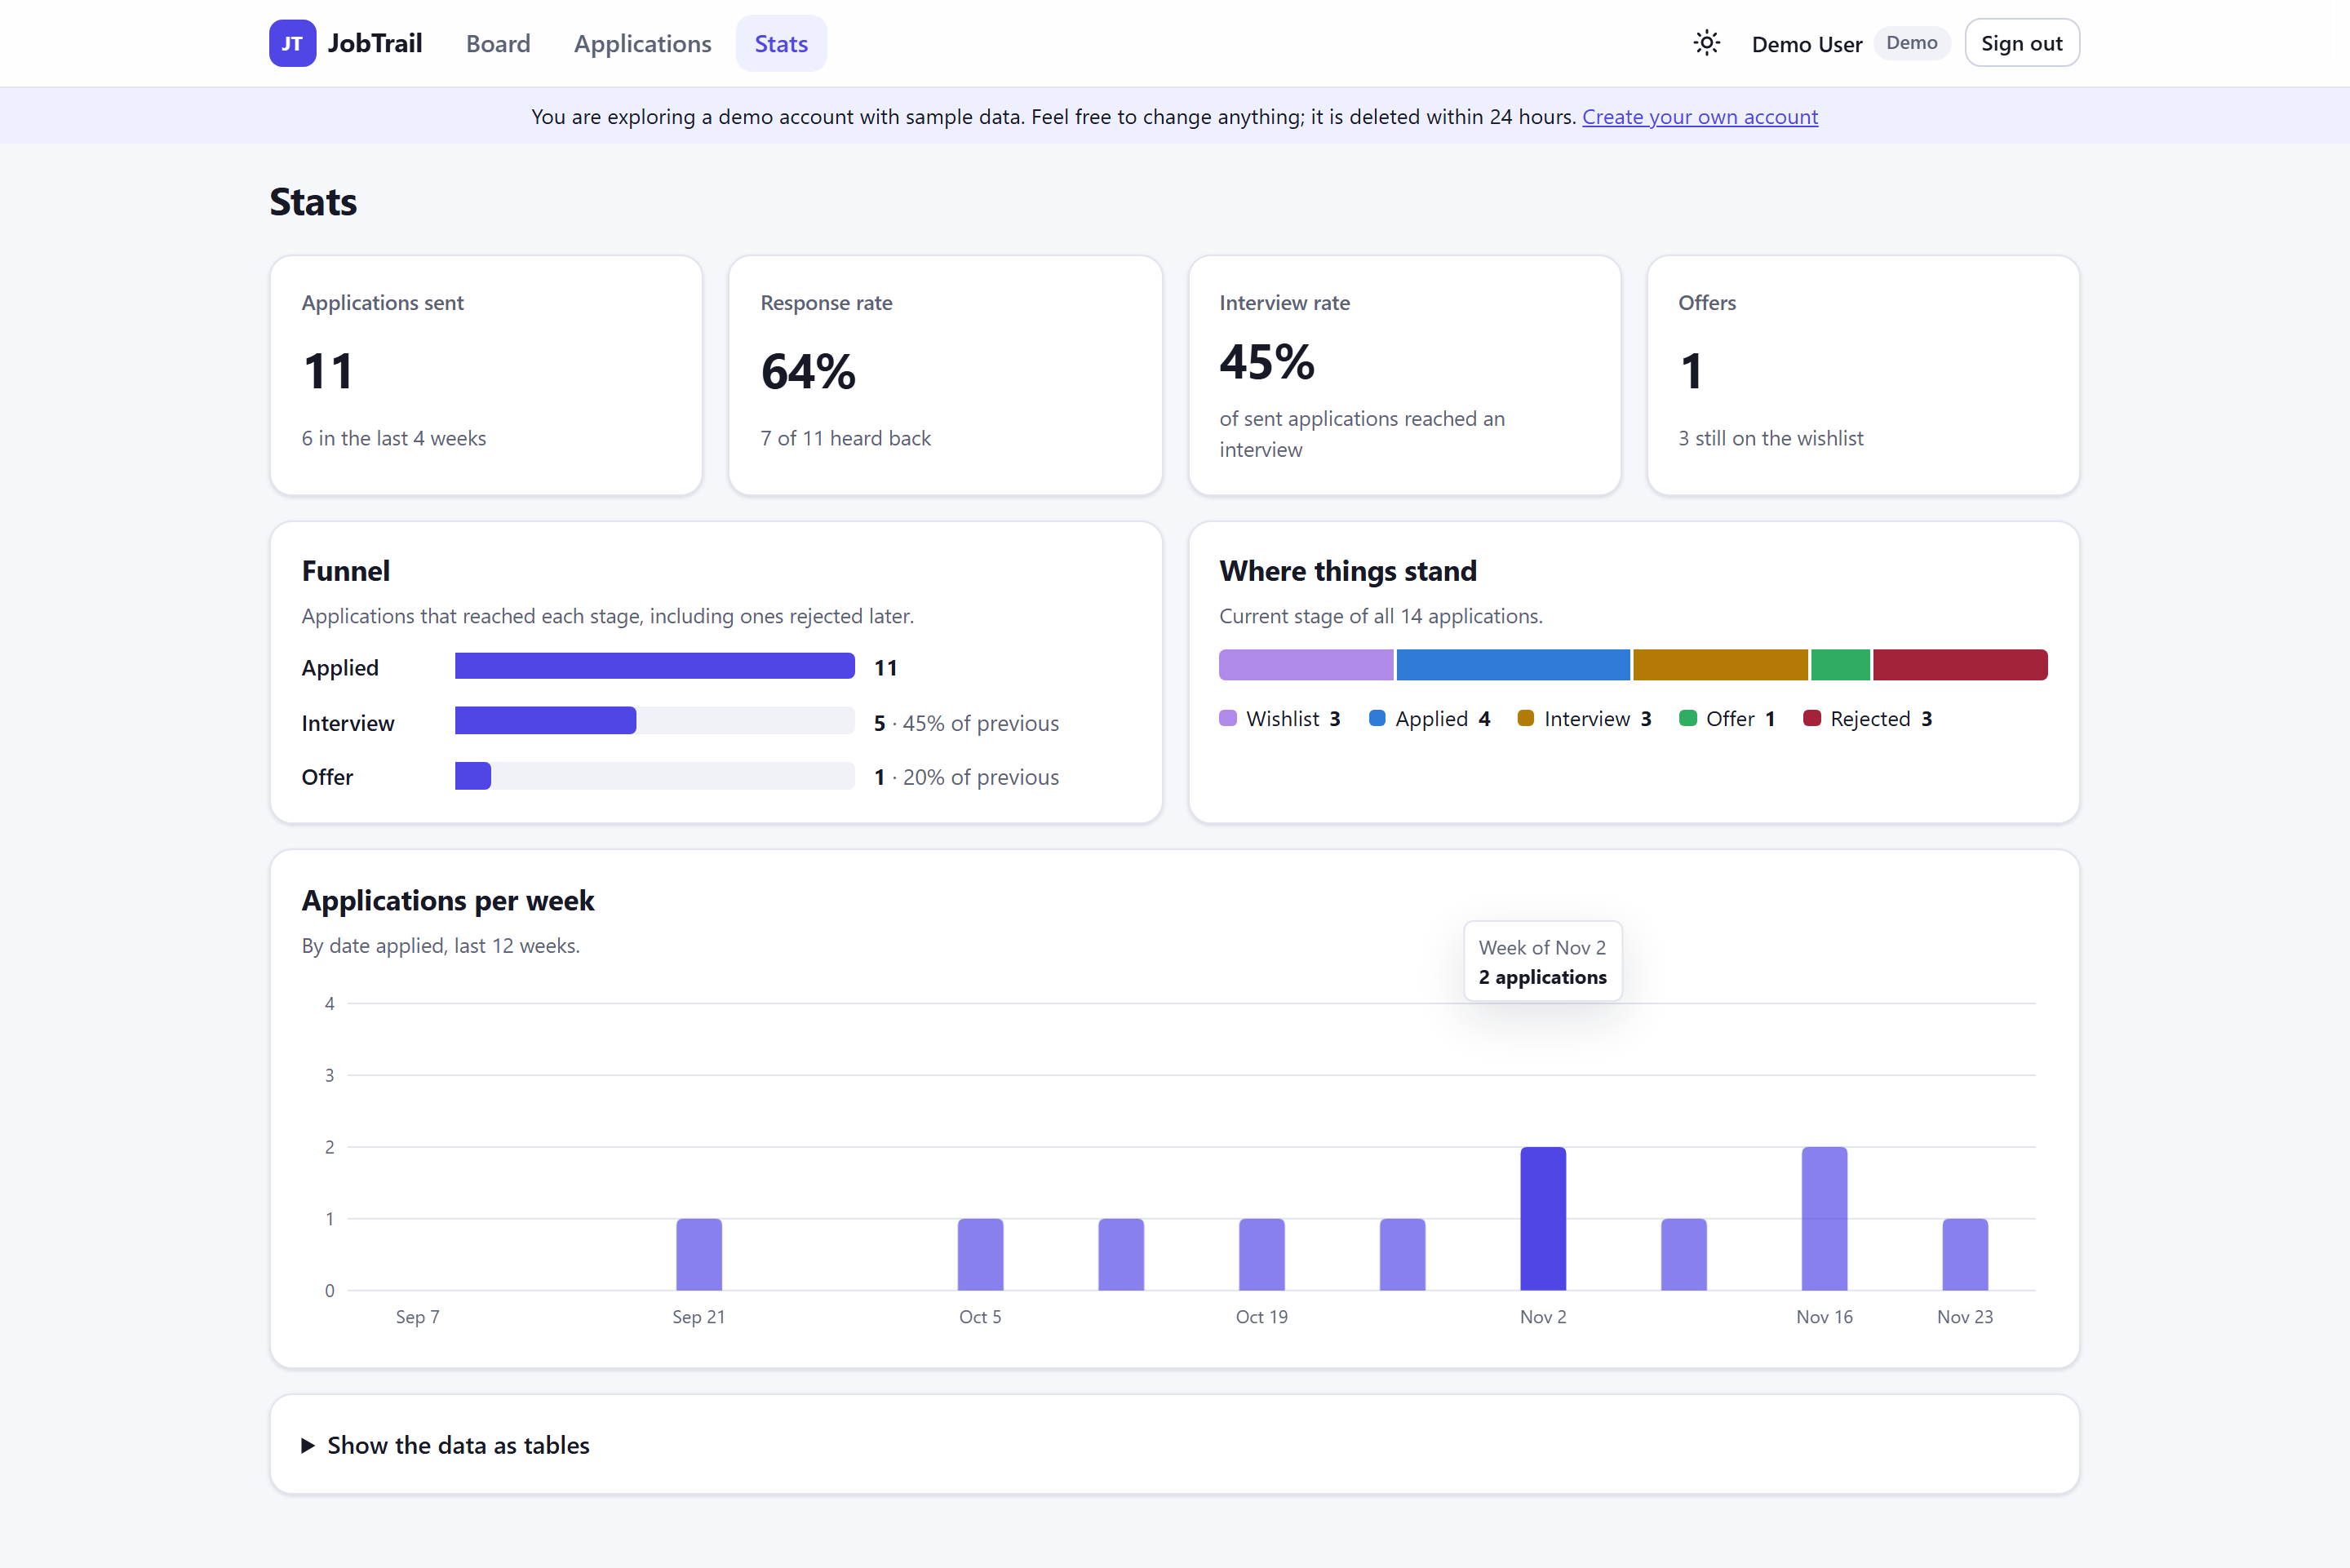 JT JobTrail Board Applications Stats Demo User Demo Sign out
You are exploring a demo account with sample data. Feel free to change anything; it is deleted within 24 hours. Create your own account
Stats
Applications sent
11
6 in the last 4 weeks
Response rate
64%
7 of 11 heard back
Interview rate
45%
of sent applications reached an
interview
Offers
1
3 still on the wishlist
Funnel
Applications that reached each stage, including ones rejected later.
Applied 11
Interview 5 · 45% of previous
Offer 1 · 20% of previous
Where things stand
Current stage of all 14 applications.
Wishlist 3 Applied 4 Interview 3 Offer 1 Rejected 3
Applications per week
By date applied, last 12 weeks.
Week of Nov 2
2 applications
4
3
2
1
0
Sep 7 Sep 21 Oct 5 Oct 19 Nov 2 Nov 16 Nov 23
Show the data as tables